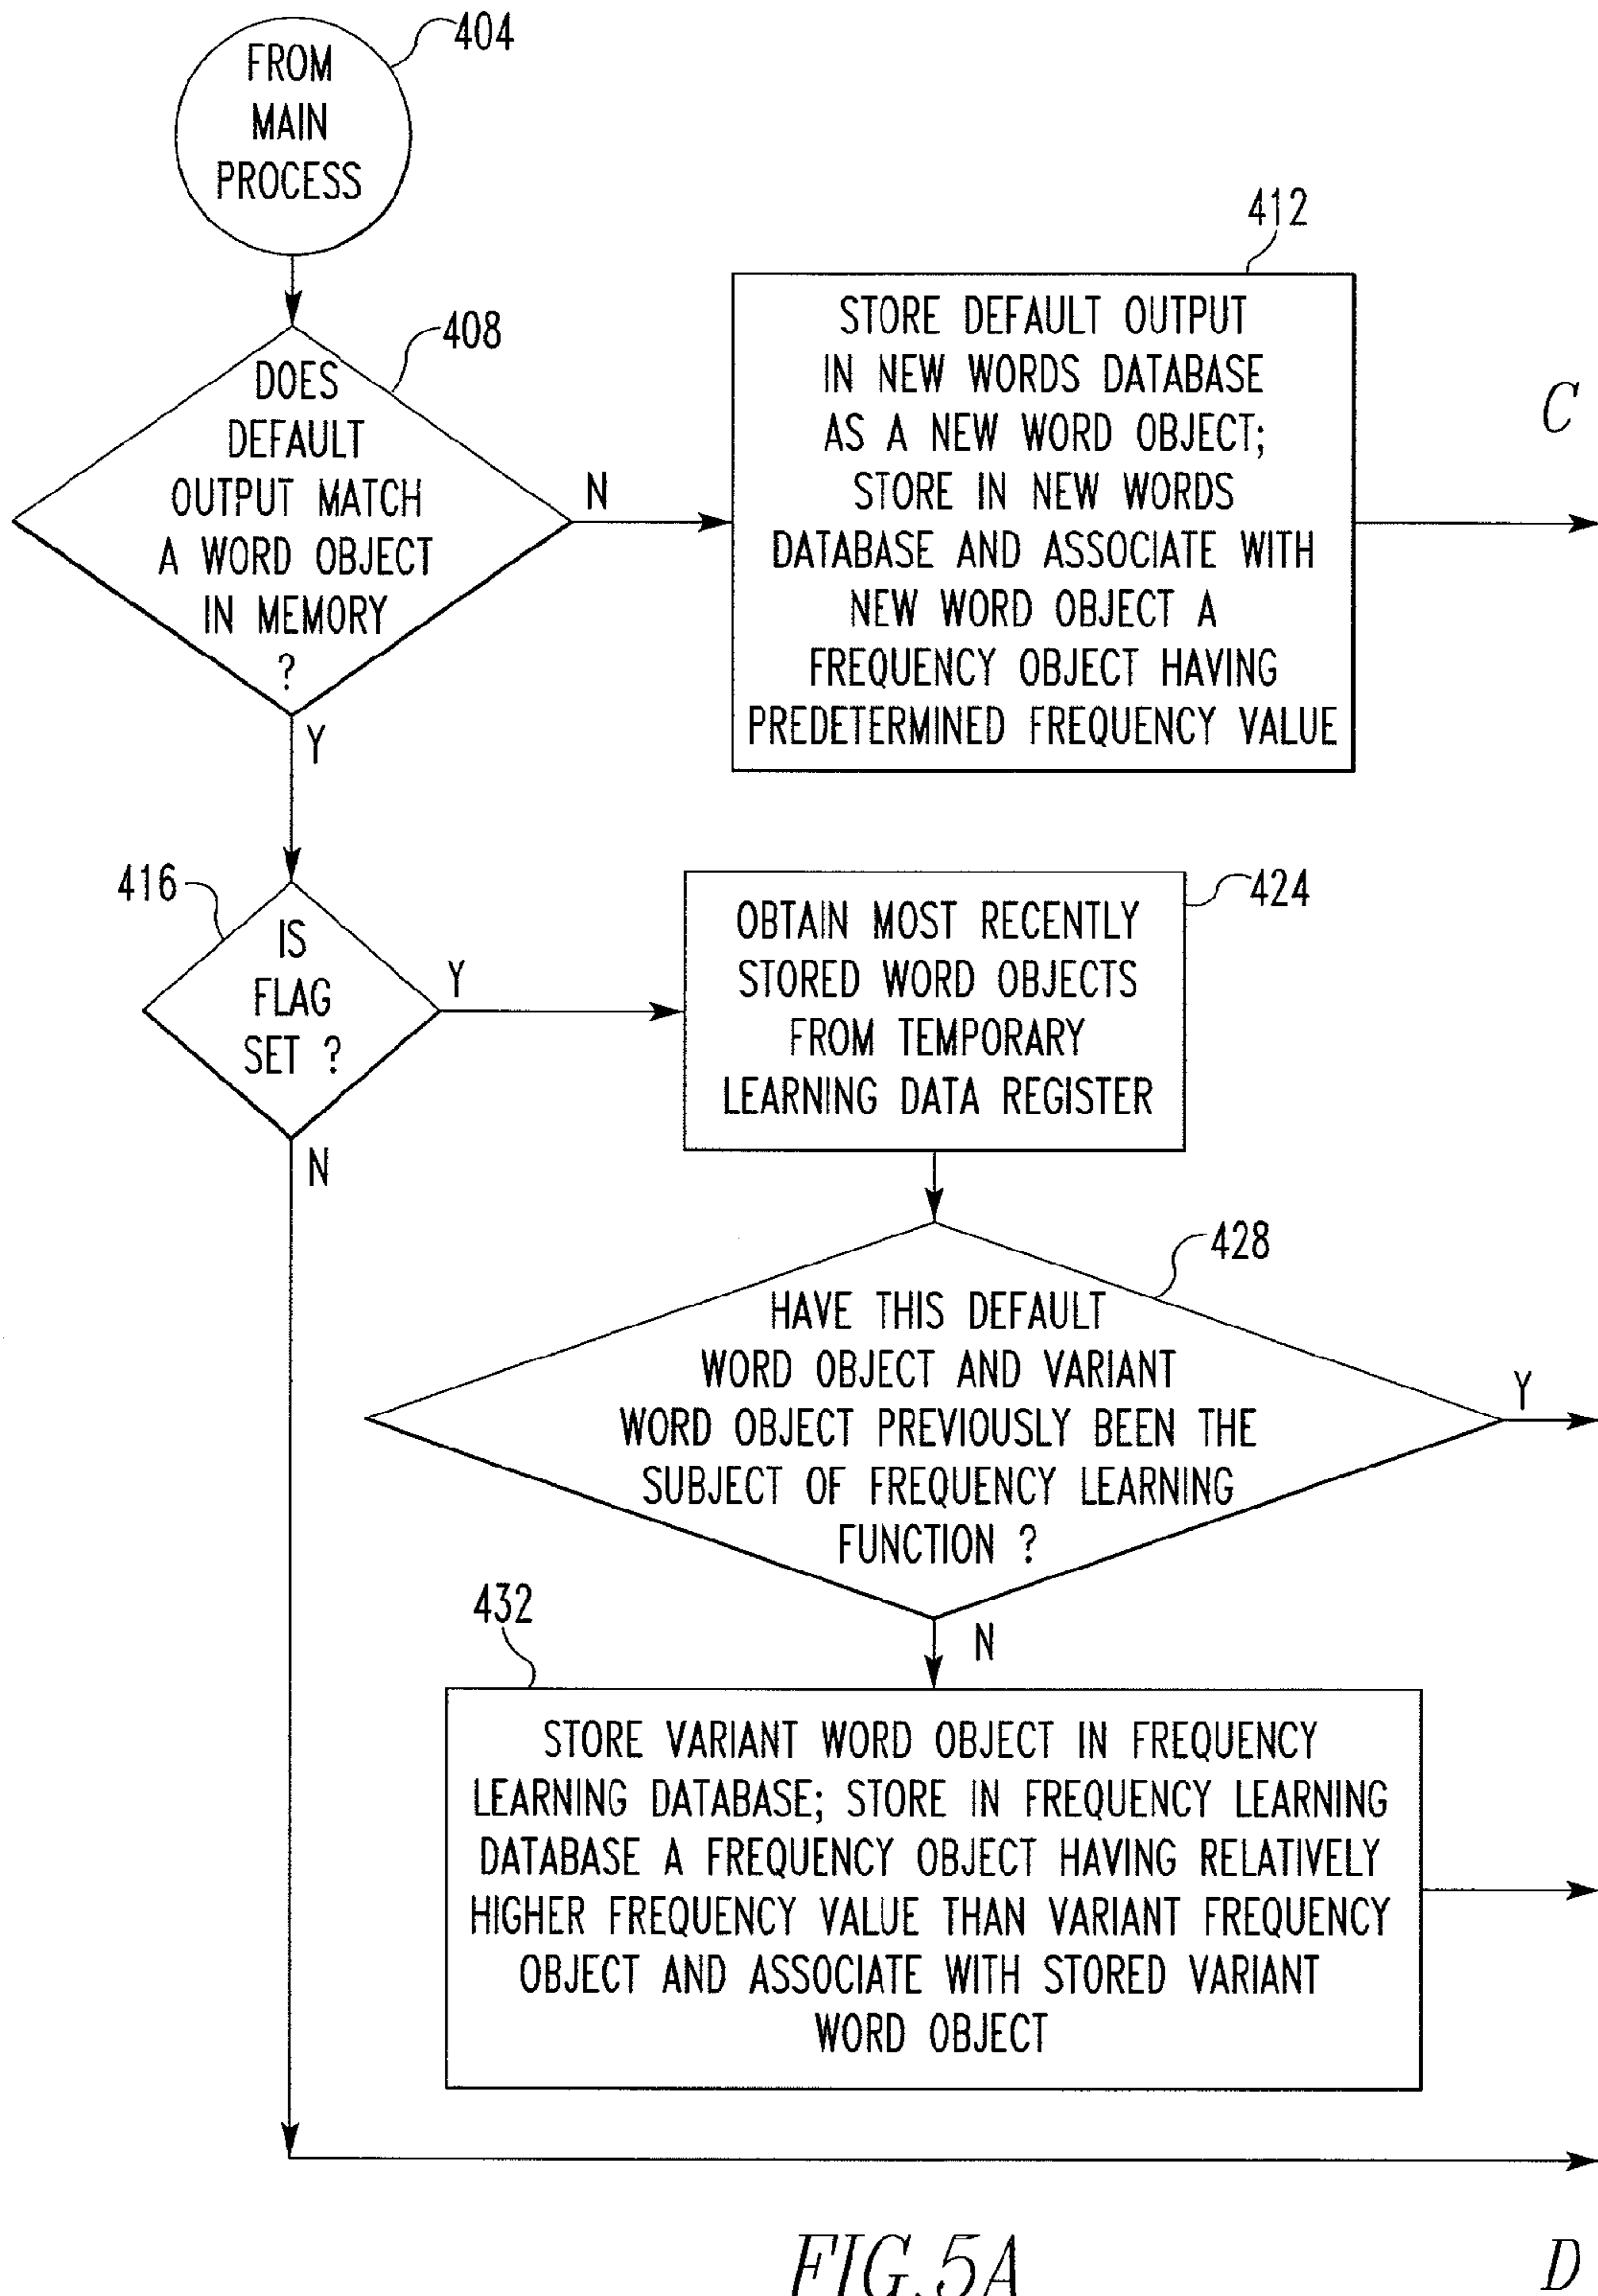 404
FROM
MAIN
PROCESS
408
DOES
DEFAULT
OUTPUT MATCH
A WORD OBJECT
IN MEMORY
?
N
Y
412
STORE DEFAULT OUTPUT
IN NEW WORDS DATABASE
AS A NEW WORD OBJECT;
STORE IN NEW WORDS
DATABASE AND ASSOCIATE WITH
NEW WORD OBJECT A
FREQUENCY OBJECT HAVING
PREDETERMINED FREQUENCY VALUE
C
416
IS
FLAG
SET ?
Y
N
424
OBTAIN MOST RECENTLY
STORED WORD OBJECTS
FROM TEMPORARY
LEARNING DATA REGISTER
428
HAVE THIS DEFAULT
WORD OBJECT AND VARIANT
WORD OBJECT PREVIOUSLY BEEN THE
SUBJECT OF FREQUENCY LEARNING
FUNCTION ?
Y
N
432
STORE VARIANT WORD OBJECT IN FREQUENCY
LEARNING DATABASE; STORE IN FREQUENCY LEARNING
DATABASE A FREQUENCY OBJECT HAVING RELATIVELY
HIGHER FREQUENCY VALUE THAN VARIANT FREQUENCY
OBJECT AND ASSOCIATE WITH STORED VARIANT
WORD OBJECT
FIG.5A
D